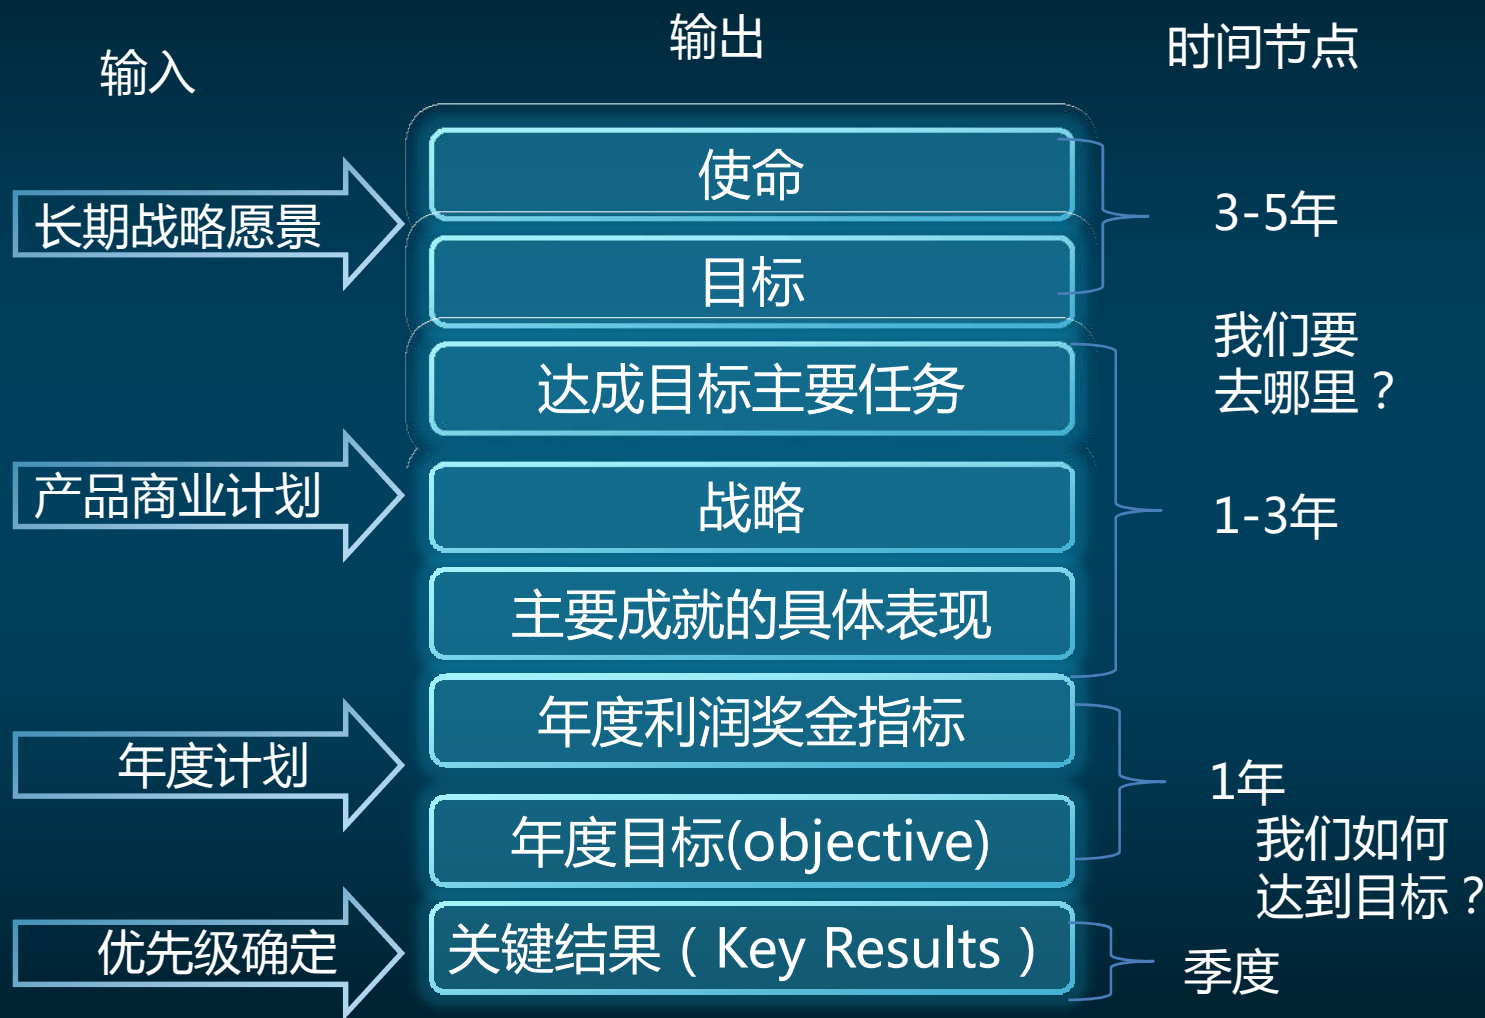 输入
输出
时间节点
长期战略愿景
产品商业计划
年度计划
优先级确定
使命
目标
达成目标主要任务
战略
主要成就的具体表现
年度利润奖金指标
年度目标(objective)
关键结果（Key Results）
3-5年
我们要
去哪里？
1-3年
1年
我们如何
达到目标？
季度